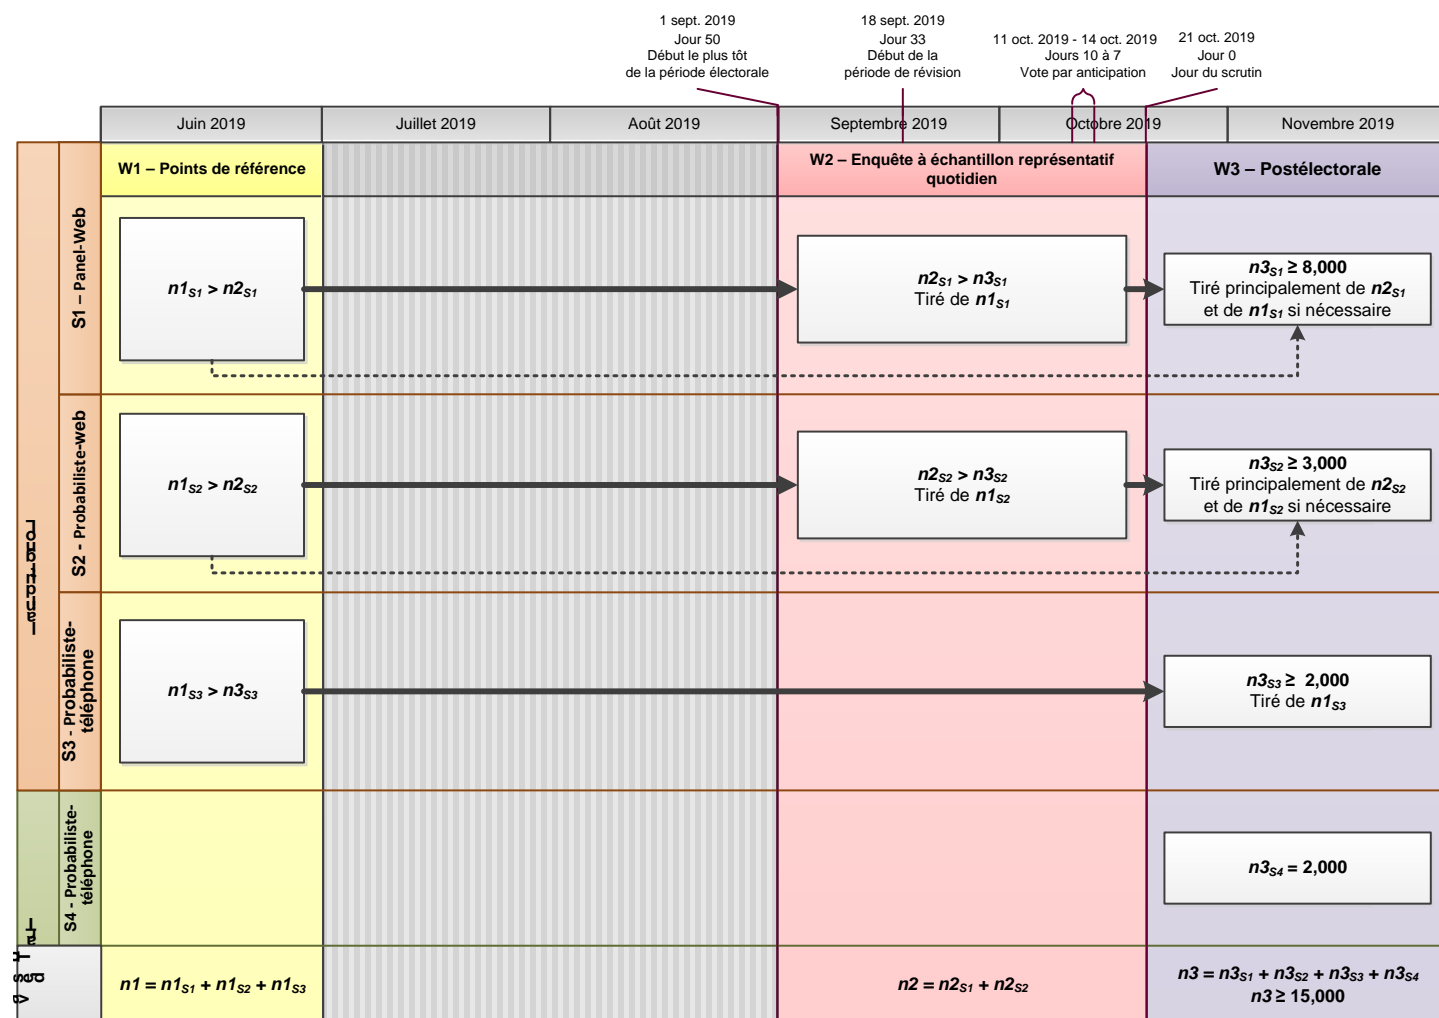 1 sept. 2019
Jour 50
Début le plus tôt
de la période électorale
18 sept. 2019
Jour 33
Début de la
période de révision
11 oct. 2019 - 14 oct. 2019
Jours 10 à 7
Vote par anticipation
21 oct. 2019
Jour 0
Jour du scrutin
Juin 2019
Juillet 2019
Août 2019
Septembre 2019
Octobre 2019
Novembre 2019
W1 – Points de référence
W2 – Enquête à échantillon représentatif
quotidien
W3 – Postélectorale
S1 – Panel-Web
n1S1 > n2S1
n2S1 > n3S1
Tiré de n1S1
n3S1 ≥ 8,000
Tiré principalement de n2S1
et de n1S1 si nécessaire
S2 - Probabiliste-web
n1S2 > n2S2
n2S2 > n3S2
Tiré de n1S2
n3S2 ≥ 3,000
Tiré principalement de n2S2
et de n1S2 si nécessaire
S3 - Probabiliste-
téléphone
n1S3 > n3S3
n3S3 ≥ 2,000
Tiré de n1S3
S4 - Probabiliste-
téléphone
n3S4 = 2,000
n1 = n1S1 + n1S2 + n1S3
n2 = n2S1 + n2S2
n3 = n3S1 + n3S2 + n3S3 + n3S4
n3 ≥ 15,000